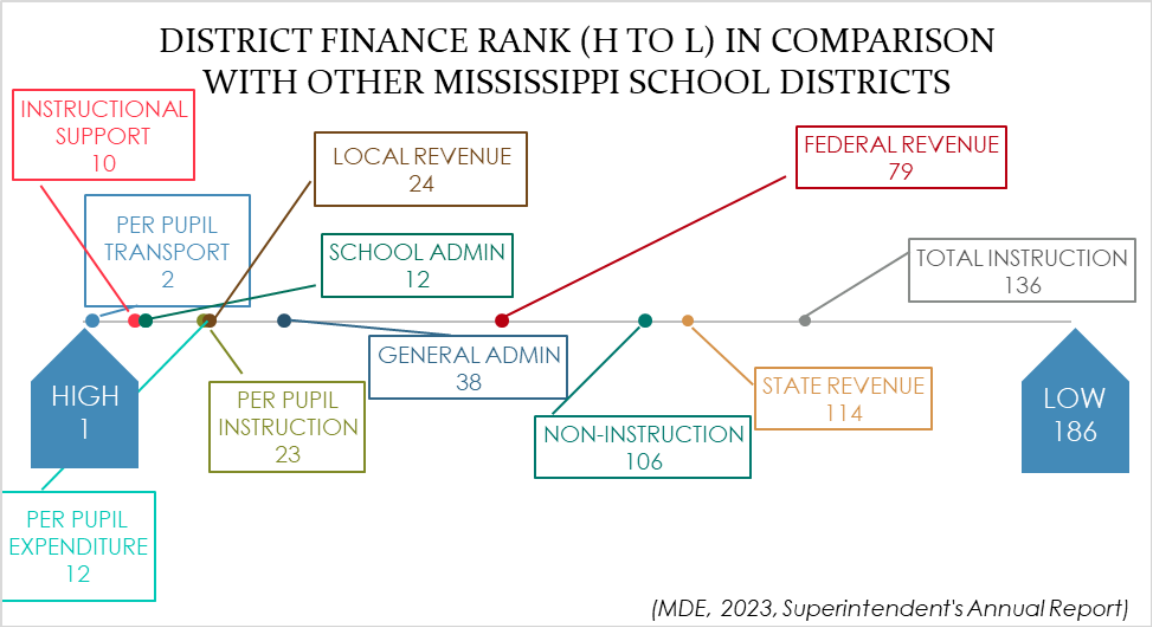 DISTRICT FINANCE RANK (H TO L) IN COMPARISON
WITH OTHER MISSISSIPPI SCHOOL DISTRICTS
INSTRUCTIONAL
SUPPORT
10
PER PUPIL
TRANSPORT
2
LOCAL REVENUE
24
SCHOOL ADMIN
12
FEDERAL REVENUE
79
TOTAL INSTRUCTION
136
HIGH
1
PER PUPIL
INSTRUCTION
23
GENERAL ADMIN
38
NON-INSTRUCTION
106
STATE REVENUE
114
LOW
186
PER PUPIL
EXPENDITURE
12
(MDE, 2023, Superintendent's Annual Report)